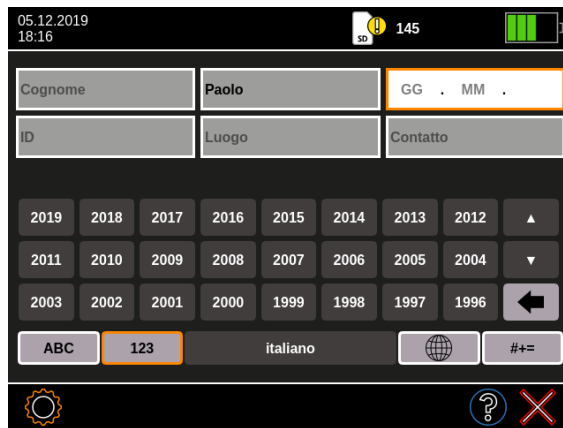 05.12.2019
18:16
SD
145
Cognome
Paolo
GG . MM .
ID
Luogo
Contatto
2019 2018 2017 2016 2015 2014 2013 2012 ▲
2011 2010 2009 2008 2007 2006 2005 2004 ▼
2003 2002 2001 2000 1999 1998 1997 1996
ABC 123 italiano #+=
?